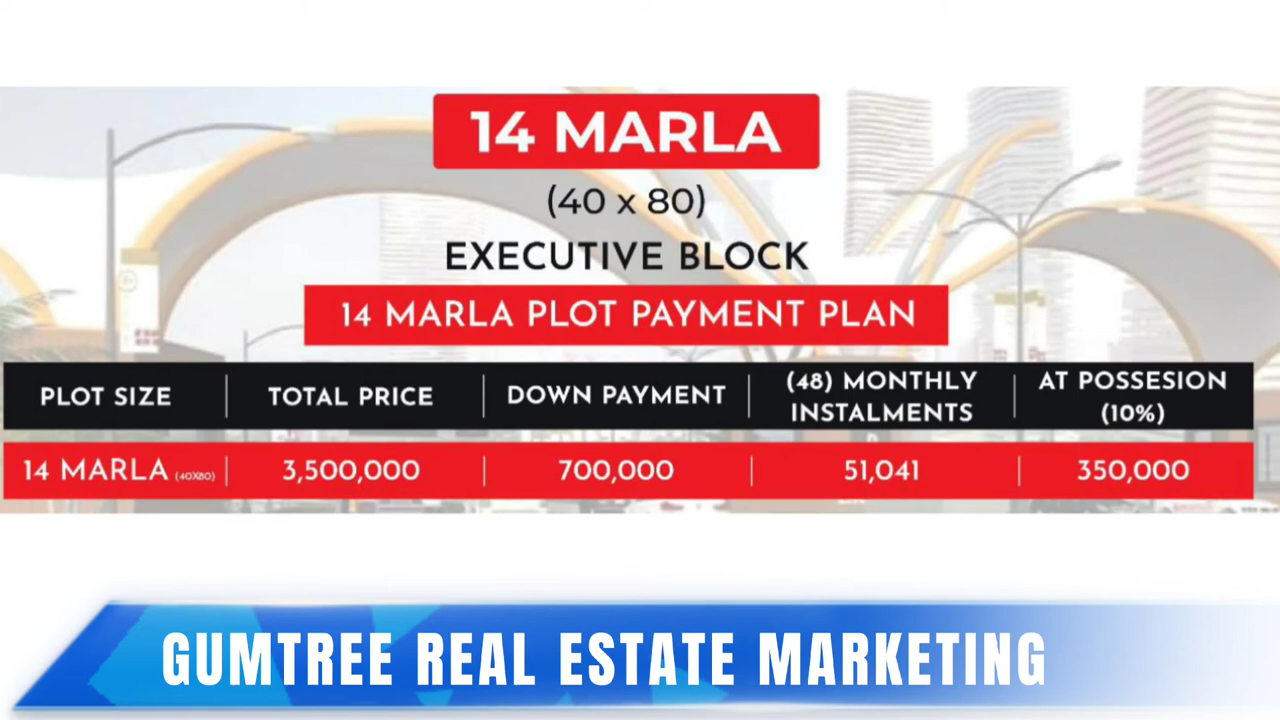 14 MARLA
(40 x 80)
EXECUTIVE BLOCK
14 MARLA PLOT PAYMENT PLAN
PLOT SIZE TOTAL PRICE DOWN PAYMENT (48) MONTHLY INSTALMENTS AT POSSESION (10%)
14 MARLA (40X80) 3,500,000 700,000 51,041 350,000
GUMTREE REAL ESTATE MARKETING